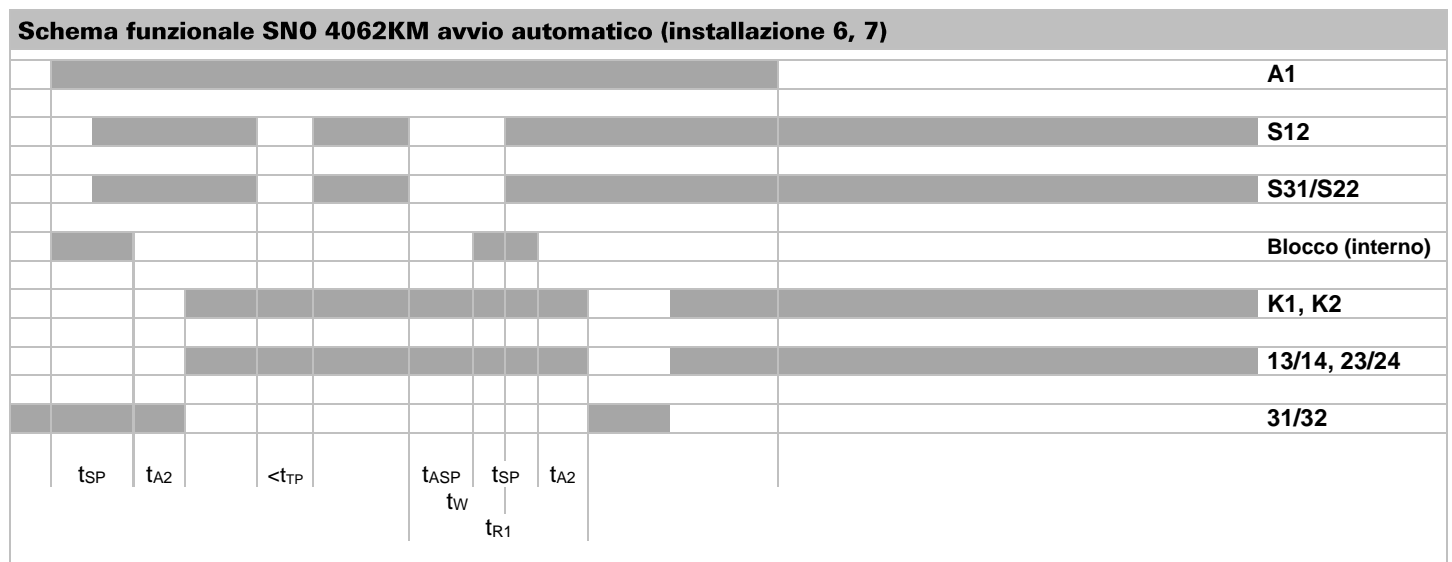 Schema funzionale SNO 4062KM avvio automatico (installazione 6, 7)
A1
S12
S31/S22
Blocco (interno)
K1, K2
13/14, 23/24
31/32
tSP tA2 <tTP tASP tSP tA2
tW
tR1